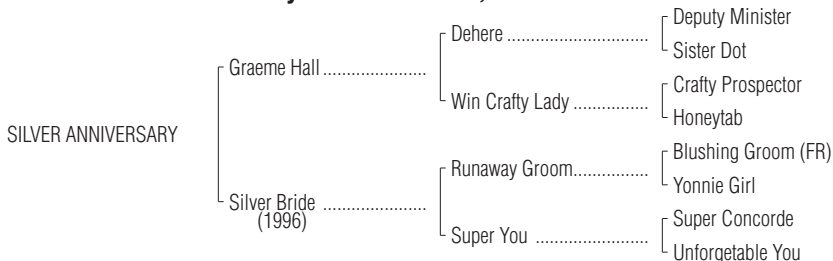 Deputy Minister
Dehere
Sister Dot
Graeme Hall
Crafty Prospector
Win Crafty Lady
Honeytab
SILVER ANNIVERSARY
Blushing Groom (FR)
Runaway Groom
Yonnie Girl
Silver Bride
(1996)
Super Concorde
Super You
Unforgetable You